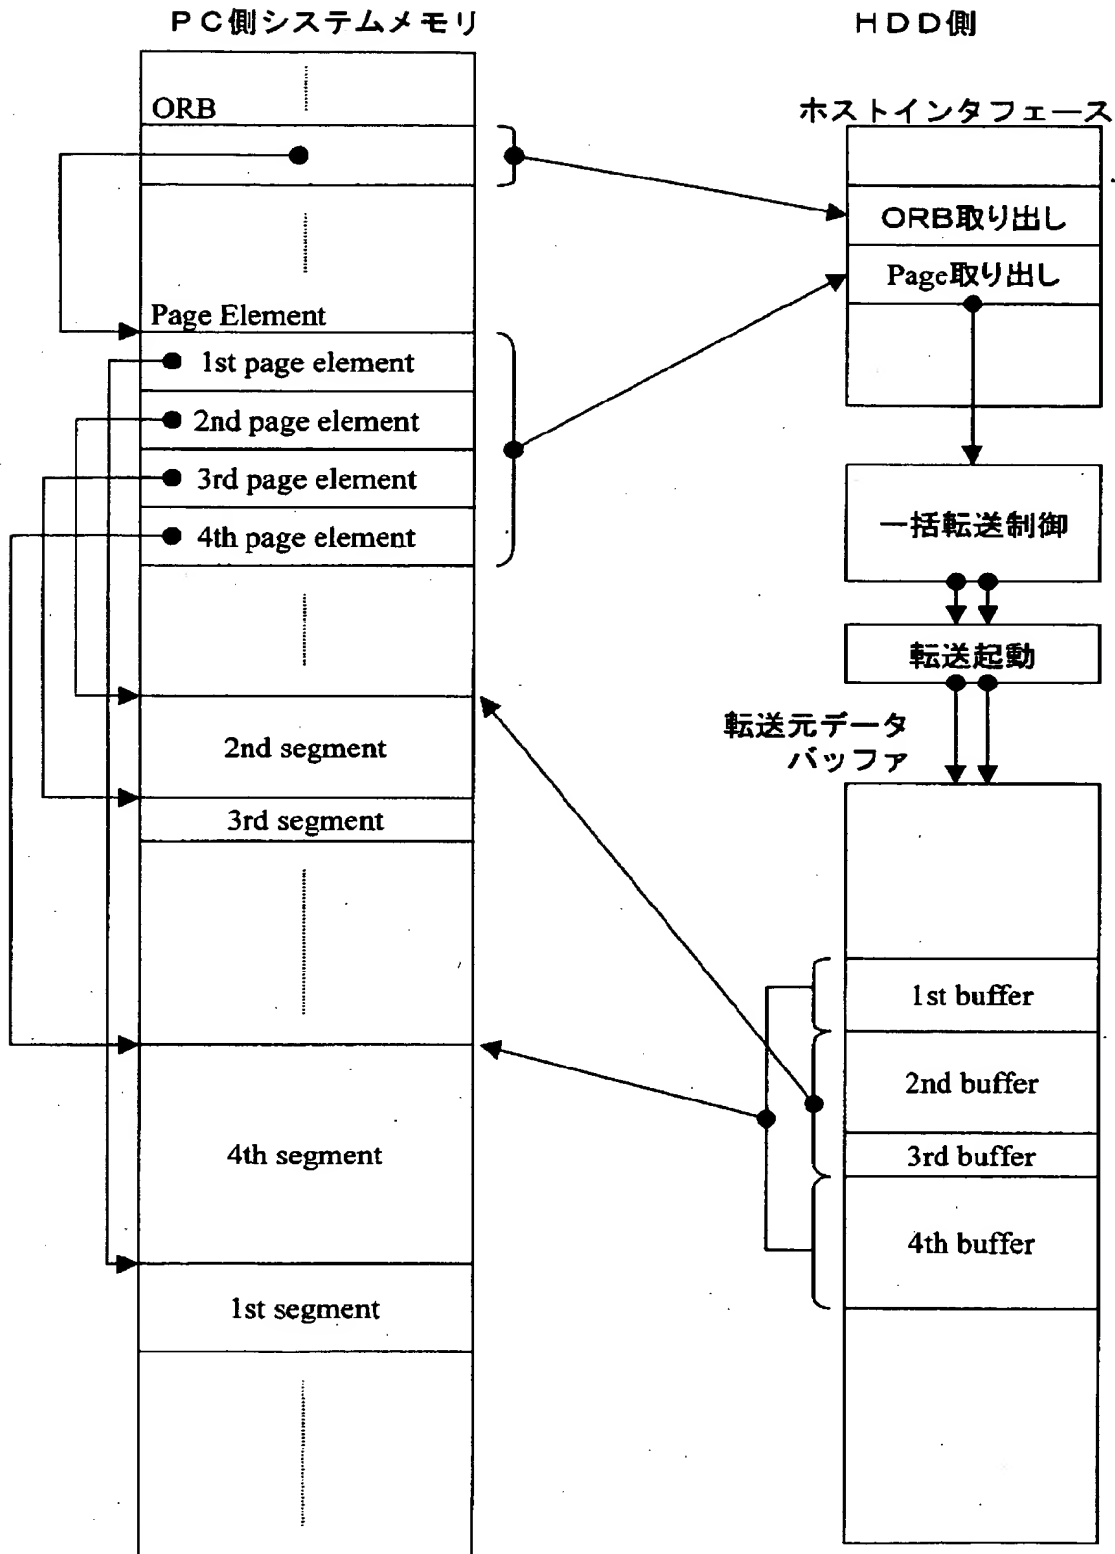 PC側システムメモリ
ORB
Page Element
1st page element
2nd page element
3rd page element
4th page element
2nd segment
3rd segment
4th segment
1st segment
HDD側
ホストインタフェース
ORB取り出し
Page取り出し
一括転送制御
転送起動
転送元データ
バッファ
1st buffer
2nd buffer
3rd buffer
4th buffer